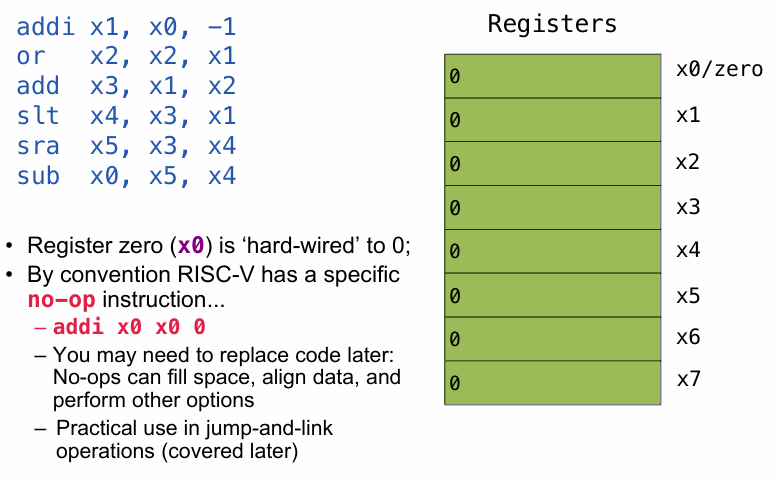 addi x1, x0, -1
or x2, x2, x1
add x3, x1, x2
slt x4, x3, x1
sra x5, x3, x4
sub x0, x5, x4
• Register zero (x0) is ‘hard-wired’ to 0;
• By convention RISC-V has a specific
no-op instruction...
– addi x0 x0 0
– You may need to replace code later:
No-ops can fill space, align data, and
perform other options
– Practical use in jump-and-link
operations (covered later)
Registers
0 x0/zero
0 x1
0 x2
0 x3
0 x4
0 x5
0 x6
0 x7